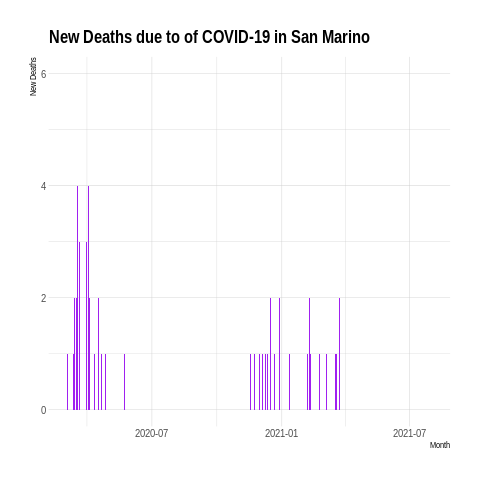 New Deaths due to of COVID-19 in San Marino
New Deaths
6
4
2
0
2020-07
2021-01
2021-07
Month